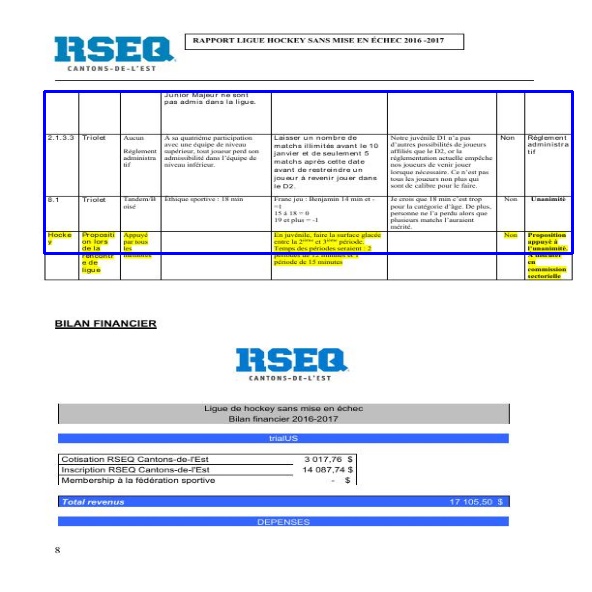 RSEQ
CANTONS-DE-L'EST
RAPPORT LIGUE HOCKEY SANS MISE EN ÉCHEC 2016 -2017
Junior Majeur ne sont
pas admis dans la ligue.
2.1.3.3
Triolet
Aucun
Règlement
administra
tif
A sa quatrième participation
avec une équipe de niveau
supérieur, tout joueur perd son
admissibilité dans l'équipe de
niveau inférieur.
Laisser un nombre de
matchs illimités avant le 10
janvier et de seulement 5
matchs après cette date
avant de restreindre un
joueur à revenir jouer dans
le D2.
Notre juvénile D1 n'a pas
d'autres possibilités de joueurs
affiliés que le D2, or la
réglementation actuelle empêche
nos joueurs de venir jouer
lorsque nécessaire. Ce n'est pas
tous les joueurs non plus qui
sont de calibre pour le faire.
Non
Règlement
administra
tif
8.1
Triolet
Tandem/B
oisé
Ethique sportive : 18 min
Franc jeu : Benjamin 14 min et -
=1
15 à 18 = 0
19 et plus = -1
Je crois que 18 min c'est trop
pour la catégorie d'âge. De plus,
personne ne l'a perdu alors que
plusieurs matchs l'auraient
mérité.
Non
Unanimité
Hocke
y
Propositi
on lors
de la
rencontr
e de
ligue
Appuyé
par tous
les
membres
En juvénile, faire la surface glacée
entre la 2ième et 3ième période.
Temps des périodes seraient : 2
périodes de 12 minutes et 1
période de 15 minutes
Non
Proposition
appuyé à
l'unanimité.
A discuter
en
commission
sectorielle
BILAN FINANCIER
RSEQ
CANTONS-DE-L'EST
Ligue de hockey sans mise en échec
Bilan financier 2016-2017
trialUS
Cotisation RSEQ Cantons-de-l'Est 3 017,76 $
Inscription RSEQ Cantons-de-l'Est 14 087,74 $
Membership à la fédération sportive - $
Total revenus 17 105,50 $
DEPENSES
8